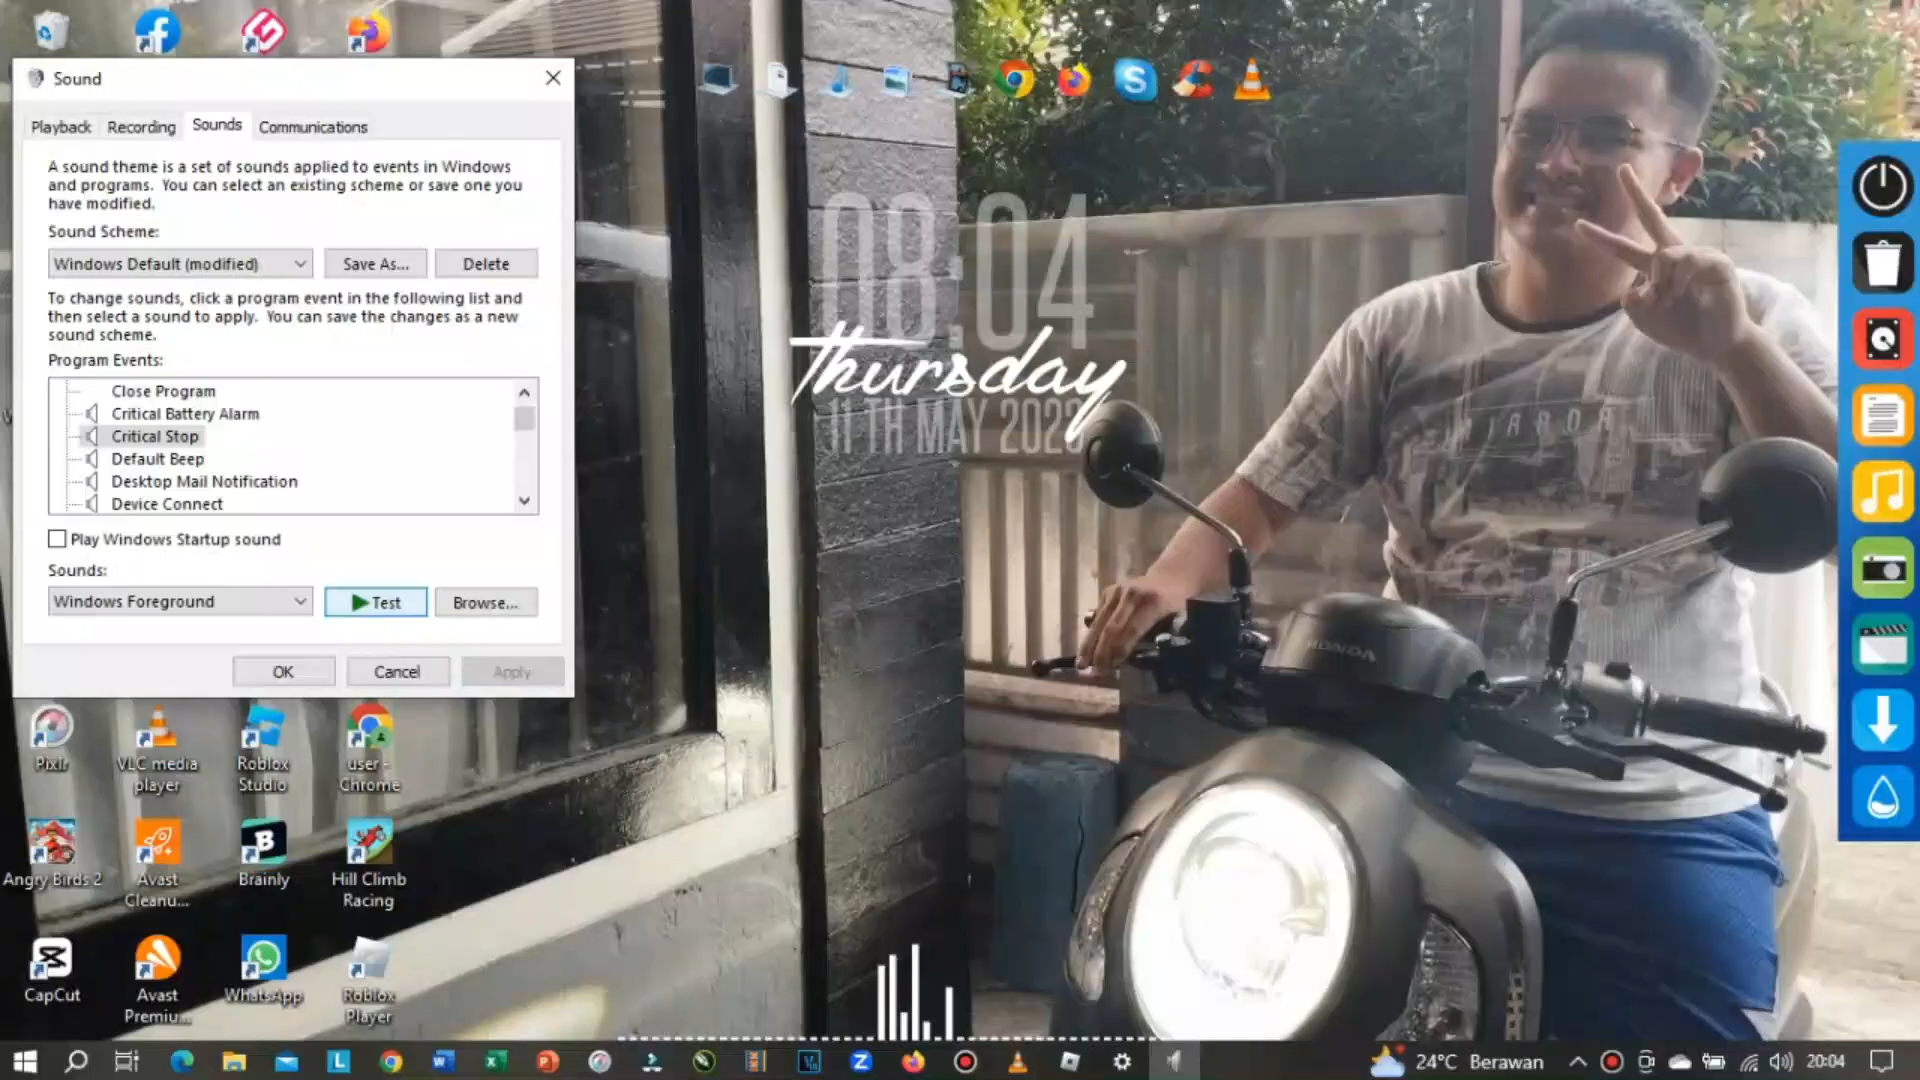 Sound
Playback Recording Sounds Communications
A sound theme is a set of sounds applied to events in Windows
and programs. You can select an existing scheme or save one you
have modified.
Sound Scheme:
Windows Default (modified) Save As... Delete
To change sounds, click a program event in the following list and
then select a sound to apply. You can save the changes as a new
sound scheme.
Program Events:
Close Program
Critical Battery Alarm
Critical Stop
Default Beep
Desktop Mail Notification
Device Connect
Play Windows Startup sound
Sounds:
Windows Foreground Test Browse...
OK Cancel Apply
08:04
Thursday
11 TH MAY 2023
MIRROR
HONDA
Pixlr
VLC media
player
Roblox
Studio
user -
Chrome
Angry Birds 2
Avast
Cleanu...
Brainly
Hill Climb
Racing
CapCut
Avast
Premiu...
WhatsApp
Roblox
Player
24°C Berawan
20:04